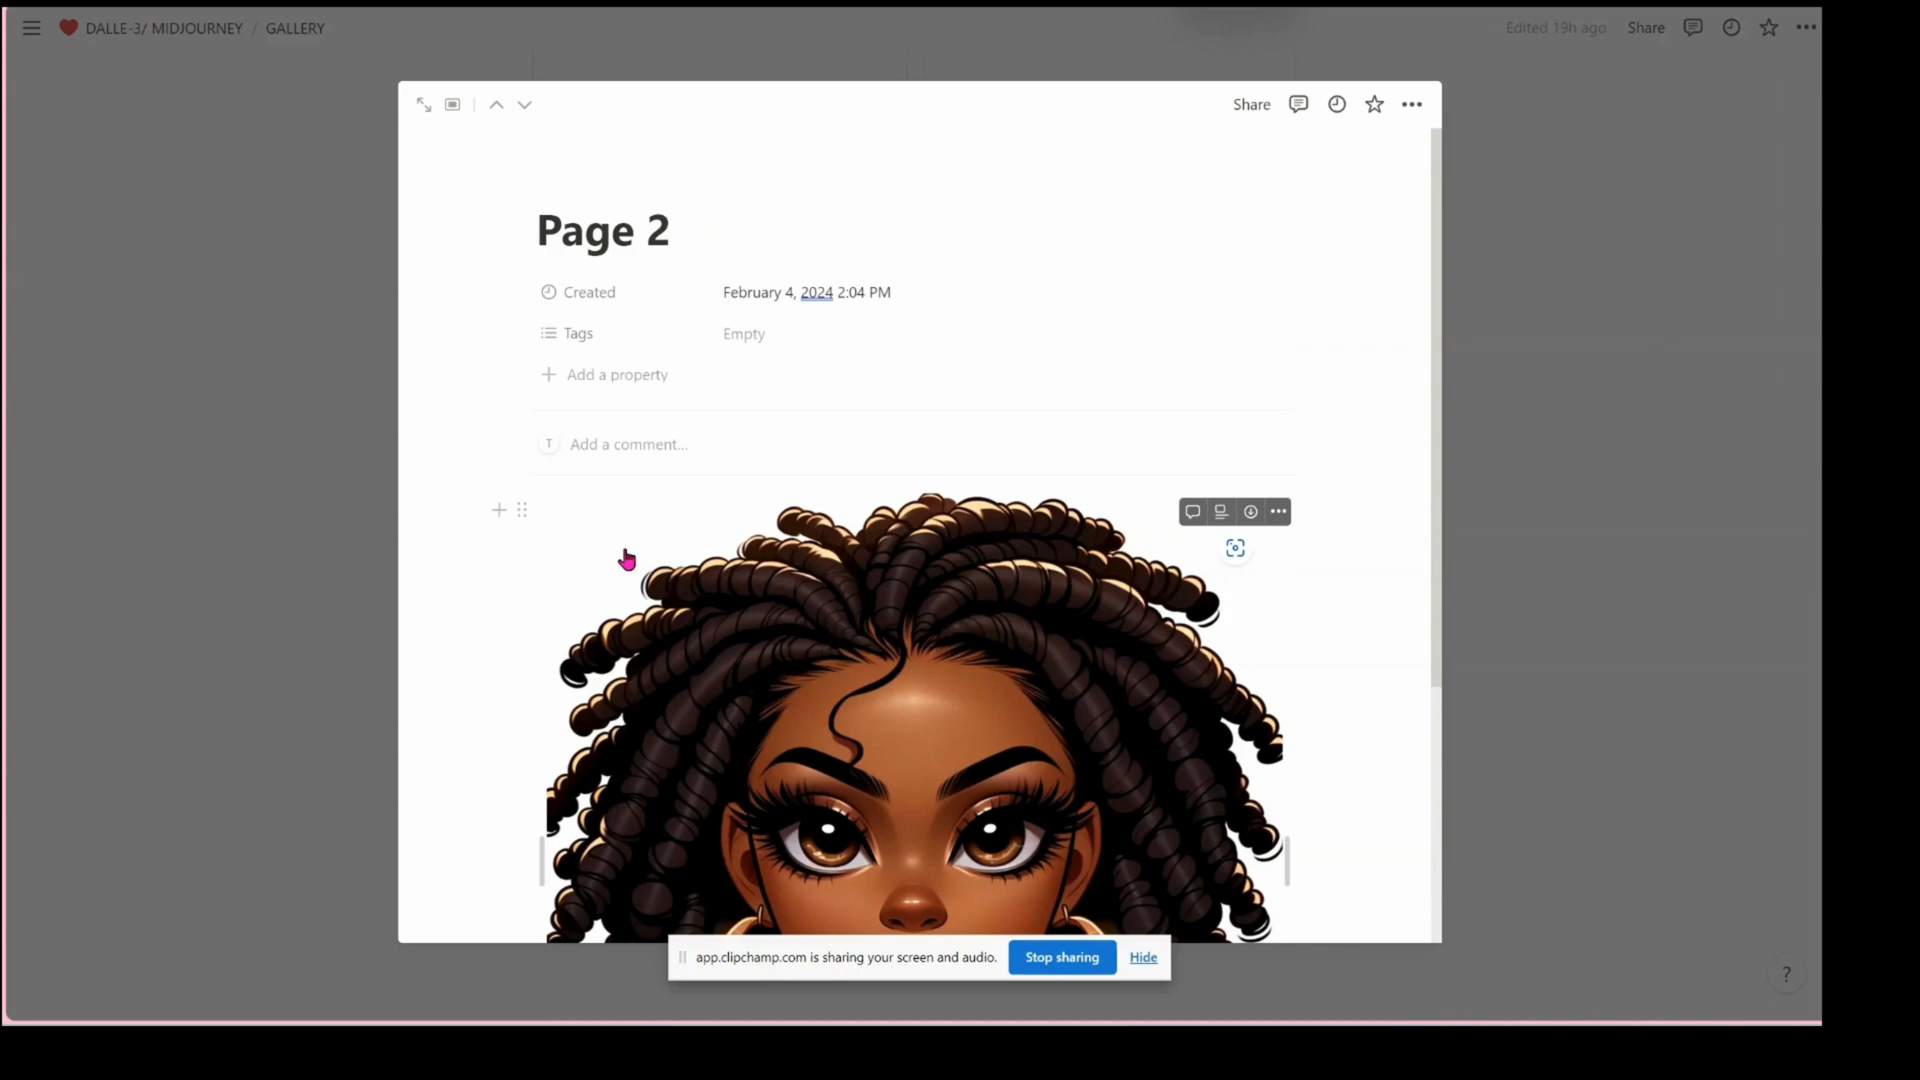 DALLE-3/ MIDJOURNEY / GALLERY
Edited 19h ago Share
Share
Page 2
Created February 4, 2024 2:04 PM
Tags Empty
Add a property
T Add a comment...
app.clipchamp.com is sharing your screen and audio. Stop sharing Hide
?